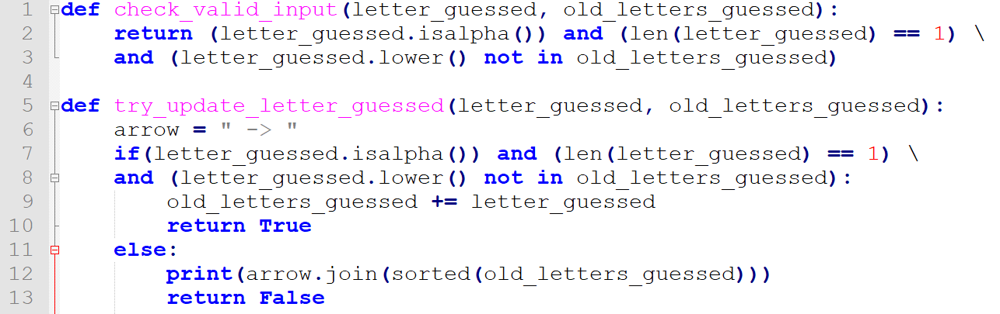 1 def check_valid_input(letter_guessed, old_letters_guessed):
2     return (letter_guessed.isalpha()) and (len(letter_guessed) == 1) \
3     and (letter_guessed.lower() not in old_letters_guessed)
4
5 def try_update_letter_guessed(letter_guessed, old_letters_guessed):
6     arrow = " -> "
7     if(letter_guessed.isalpha()) and (len(letter_guessed) == 1) \
8     and (letter_guessed.lower() not in old_letters_guessed):
9         old_letters_guessed += letter_guessed
10         return True
11     else:
12         print(arrow.join(sorted(old_letters_guessed)))
13         return False